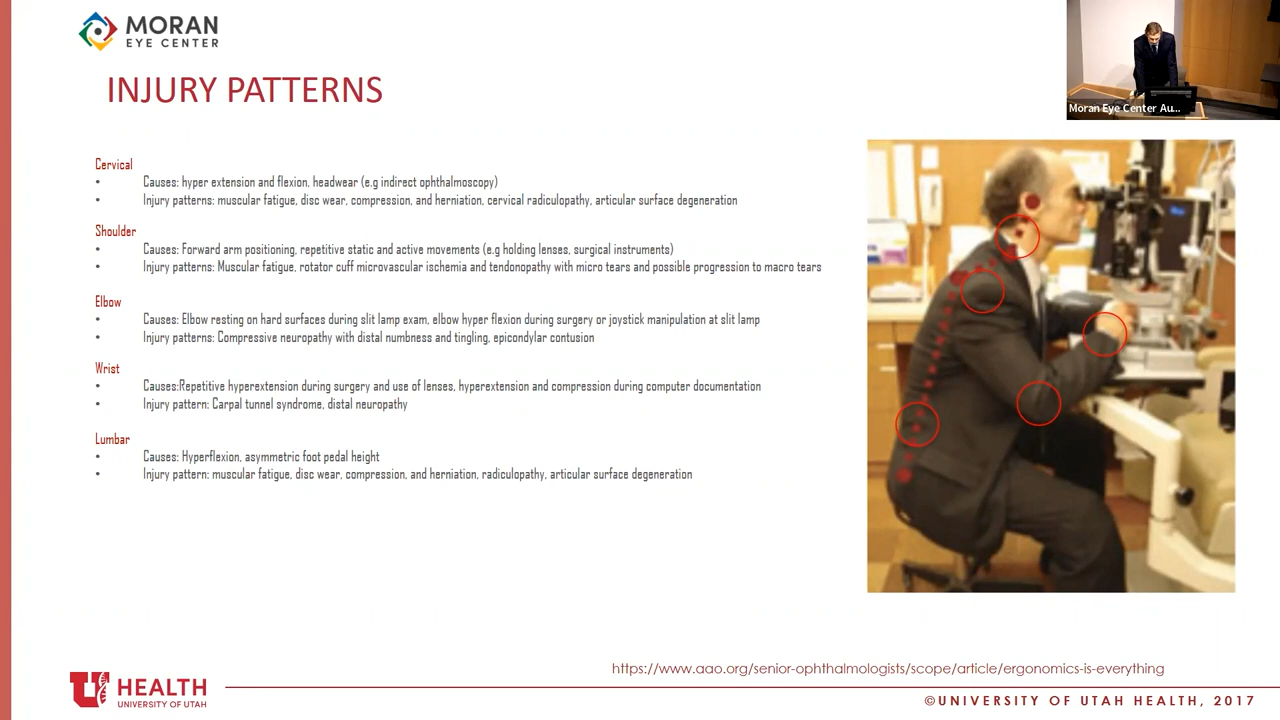 MORAN
EYE CENTER
Moran Eye Center Au...
INJURY PATTERNS
Cervical
• Causes: hyper extension and flexion, headwear (e.g indirect ophthalmoscopy)
• Injury patterns: muscular fatigue, disc wear, compression, and herniation, cervical radiculopathy, articular surface degeneration
Shoulder
• Causes: Forward arm positioning, repetitive static and active movements (e.g holding lenses, surgical instruments)
• Injury patterns: Muscular fatigue, rotator cuff microvascular ischemia and tendonopathy with micro tears and possible progression to macro tears
Elbow
• Causes: Elbow resting on hard surfaces during slit lamp exam, elbow hyper flexion during surgery or joystick manipulation at slit lamp
• Injury patterns: Compressive neuropathy with distal numbness and tingling, epicondylar contusion
Wrist
• Causes:Repetitive hyperextension during surgery and use of lenses, hyperextension and compression during computer documentation
• Injury pattern: Carpal tunnel syndrome, distal neuropathy
Lumbar
• Causes: Hyperflexion, asymmetric foot pedal height
• Injury pattern: muscular fatigue, disc wear, compression, and herniation, radiculopathy, articular surface degeneration
https://www.aao.org/senior-ophthalmologists/scope/article/ergonomics-is-everything
U HEALTH
UNIVERSITY OF UTAH
©UNIVERSITY OF UTAH HEALTH, 2017